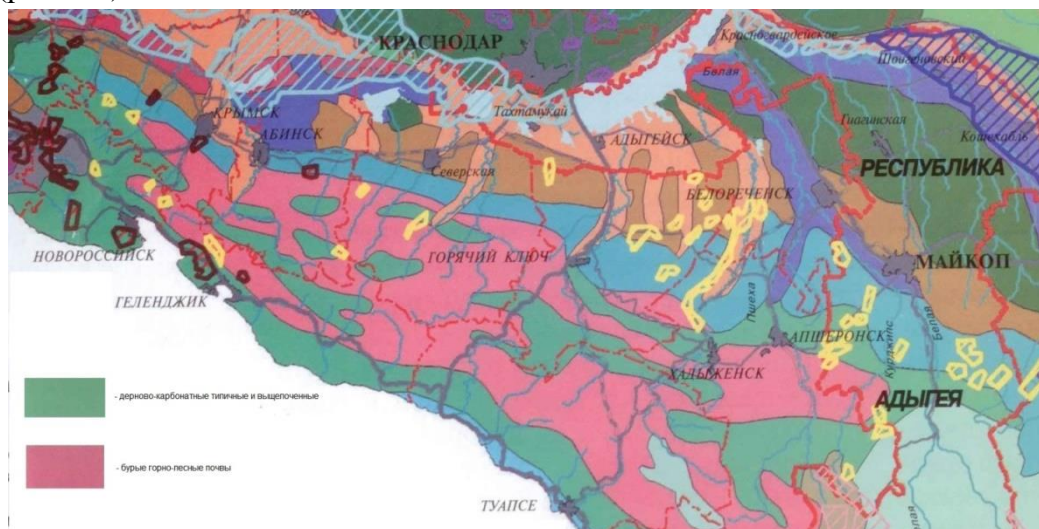 КРАСНОДАР
Красногвардейское
Шовгеновский
Белая
Тахтамукай
КРЫМСК
АБИНСК
АДЫГЕЙСК
Гиагинская
Кошехабль
РЕСПУБЛИКА
Северская
БЕЛОРЕЧЕНСК
НОВОРОССИЙСК
ГОРЯЧИЙ КЛЮЧ
МАЙКОП
ГЕЛЕНДЖИК
Пшеха
АПШЕРОНСК
Курджипс
Белая
ХАДЫЖЕНСК
АДЫГЕЯ
- дерново-карбонатные типичные и выщелоченные
- бурые горно-лесные почвы
ТУАПСЕ